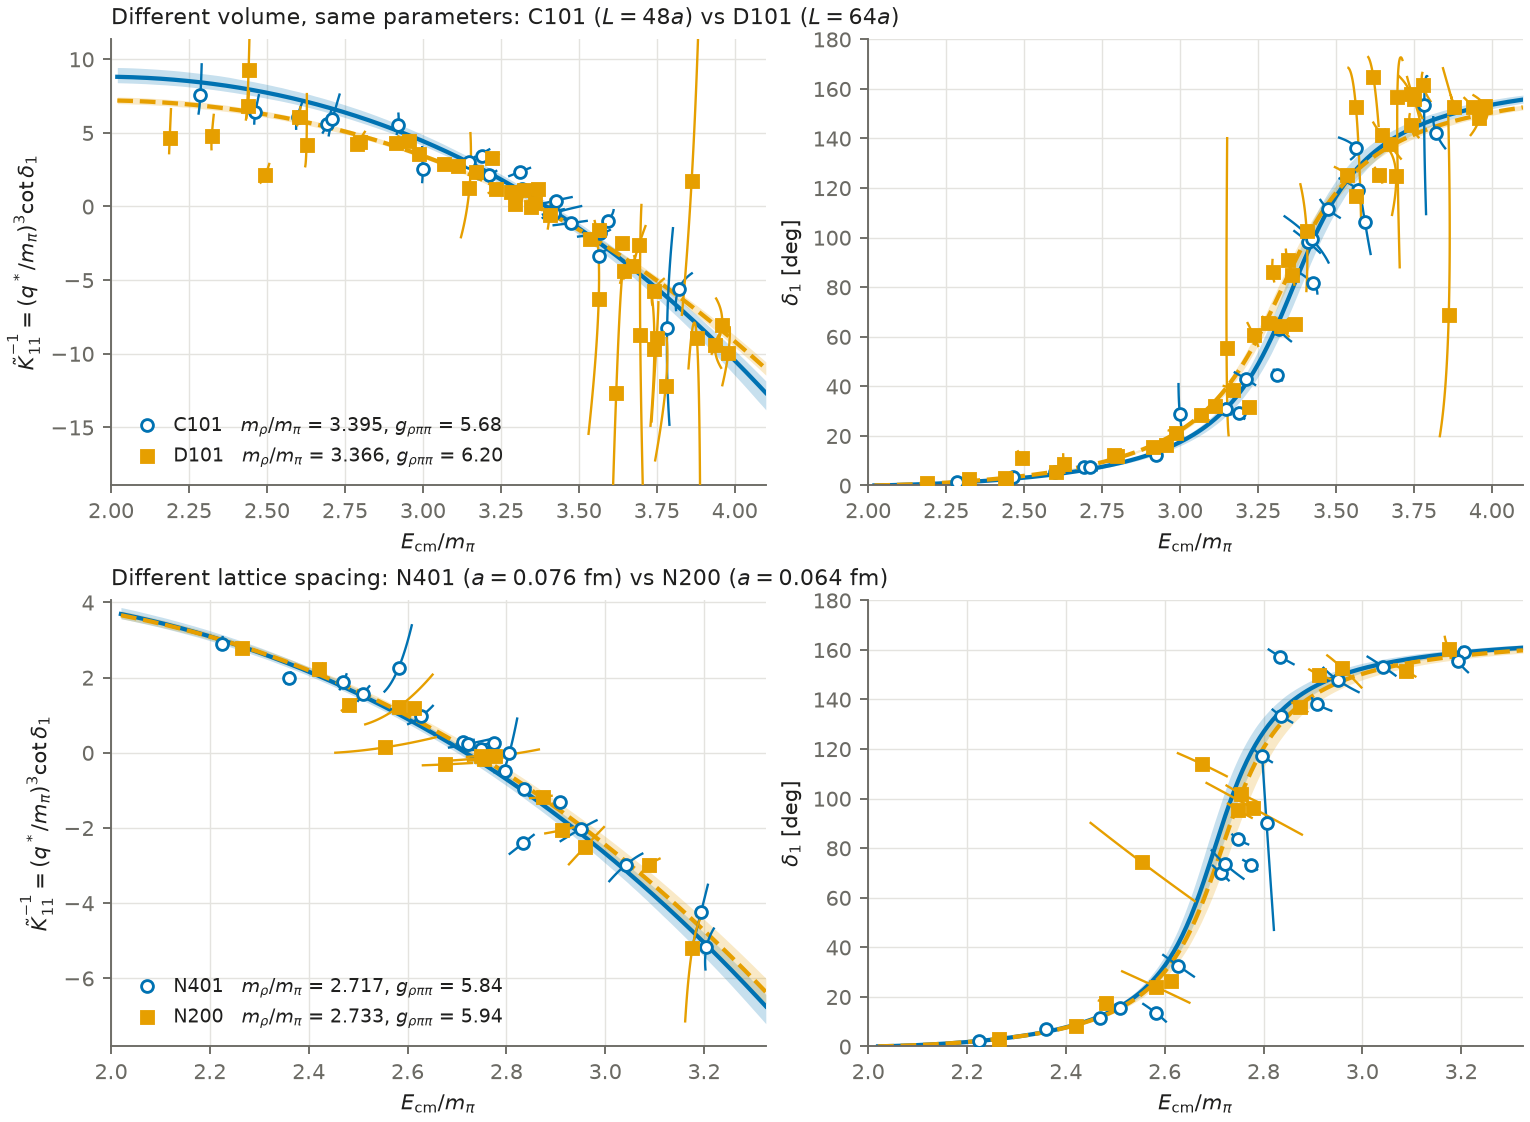 Different volume, same parameters: C101 (L = 48a) vs D101 (L = 64a)
10
5
0
−5
−10
−15
K̃₁₁⁻¹ = (q*/mπ)³ cot δ₁
C101 mρ/mπ = 3.395, gρππ = 5.68
D101 mρ/mπ = 3.366, gρππ = 6.20
2.00 2.25 2.50 2.75 3.00 3.25 3.50 3.75 4.00
Ecm/mπ
180
160
140
120
100
80
60
40
20
0
δ₁ [deg]
2.00 2.25 2.50 2.75 3.00 3.25 3.50 3.75 4.00
Ecm/mπ
Different lattice spacing: N401 (a = 0.076 fm) vs N200 (a = 0.064 fm)
4
2
0
−2
−4
−6
K̃₁₁⁻¹ = (q*/mπ)³ cot δ₁
N401 mρ/mπ = 2.717, gρππ = 5.84
N200 mρ/mπ = 2.733, gρππ = 5.94
2.0 2.2 2.4 2.6 2.8 3.0 3.2
Ecm/mπ
180
160
140
120
100
80
60
40
20
0
δ₁ [deg]
2.0 2.2 2.4 2.6 2.8 3.0 3.2
Ecm/mπ